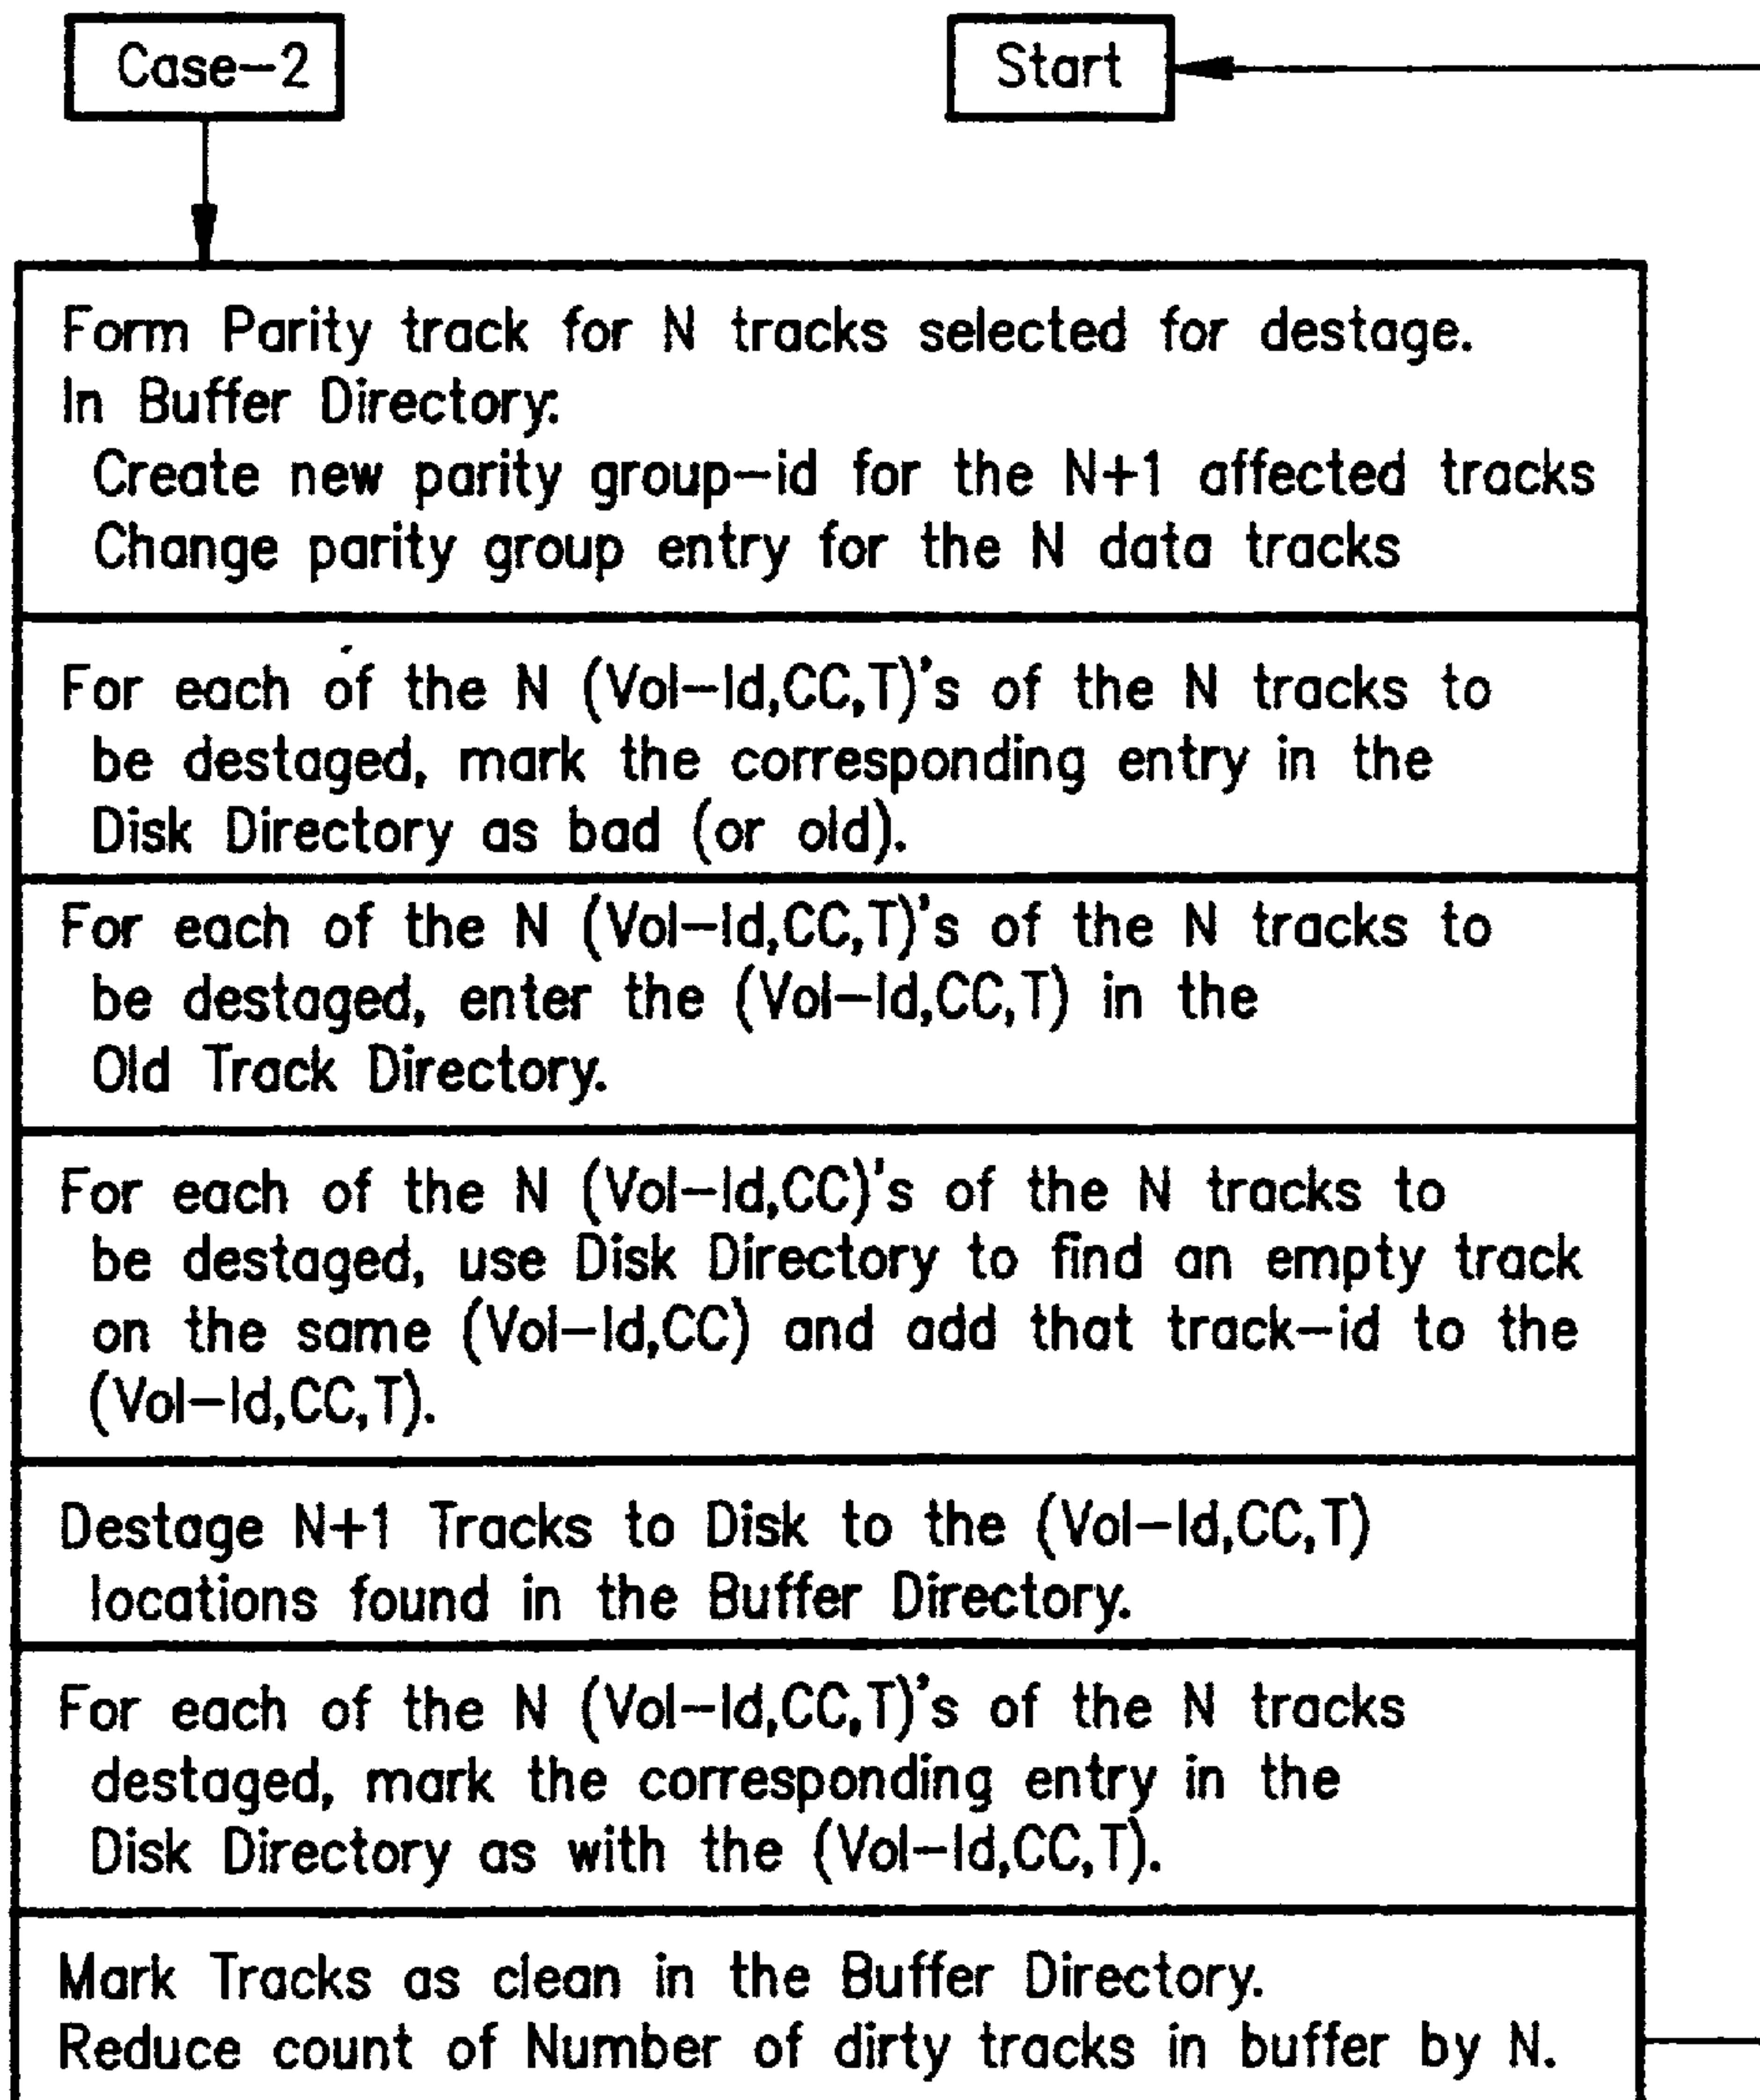 Case-2
Start
Form Parity track for N tracks selected for destage.
In Buffer Directory:
Create new parity group-id for the N+1 affected tracks
Change parity group entry for the N data tracks
For each of the N (Vol-Id,CC,T)'s of the N tracks to
be destaged, mark the corresponding entry in the
Disk Directory as bad (or old).
For each of the N (Vol-Id,CC,T)'s of the N tracks to
be destaged, enter the (Vol-Id,CC,T) in the
Old Track Directory.
For each of the N (Vol-Id,CC)'s of the N tracks to
be destaged, use Disk Directory to find an empty track
on the same (Vol-Id,CC) and add that track-id to the
(Vol-Id,CC,T).
Destage N+1 Tracks to Disk to the (Vol-Id,CC,T)
locations found in the Buffer Directory.
For each of the N (Vol-Id,CC,T)'s of the N tracks
destaged, mark the corresponding entry in the
Disk Directory as with the (Vol-Id,CC,T).
Mark Tracks as clean in the Buffer Directory.
Reduce count of Number of dirty tracks in buffer by N.